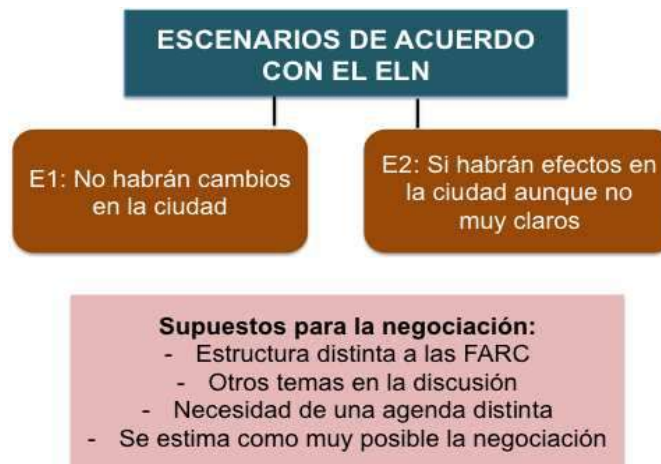 ESCENARIOS DE ACUERDO
CON EL ELN
E1: No habrán cambios
en la ciudad
E2: Si habrán efectos en
la ciudad aunque no
muy claros
Supuestos para la negociación:
- Estructura distinta a las FARC
- Otros temas en la discusión
- Necesidad de una agenda distinta
- Se estima como muy posible la negociación